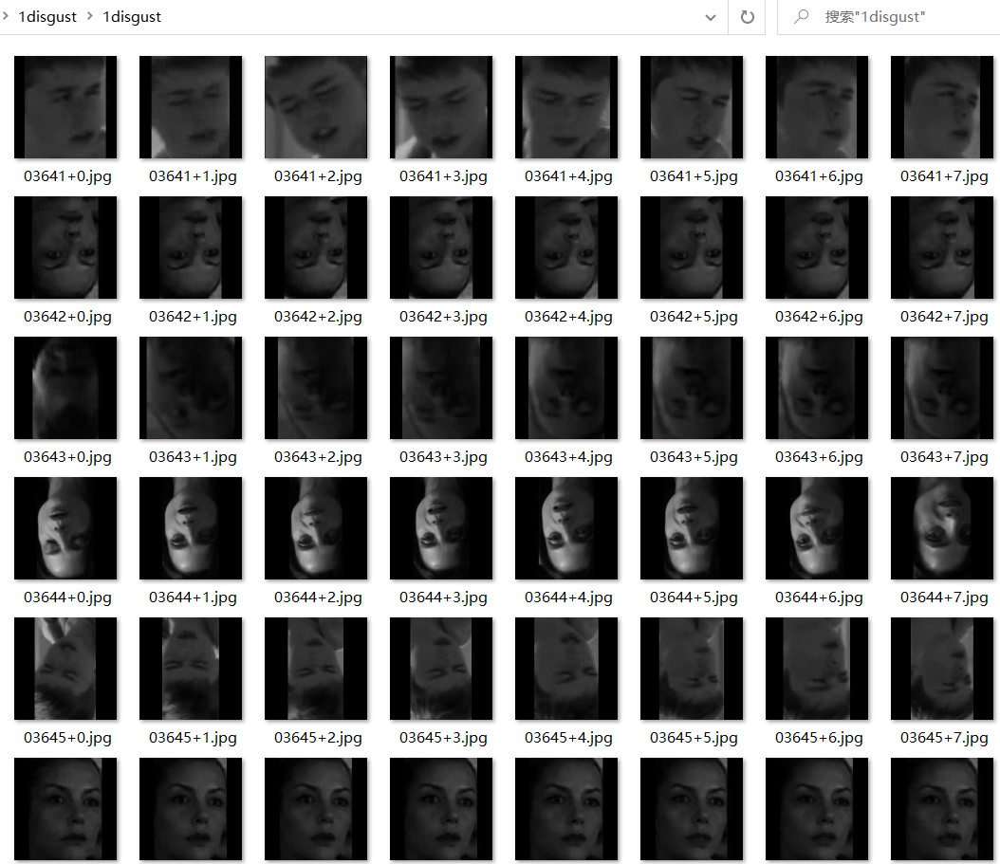 1disgust > 1disgust
搜索"1disgust"
03641+0.jpg 03641+1.jpg 03641+2.jpg 03641+3.jpg 03641+4.jpg 03641+5.jpg 03641+6.jpg 03641+7.jpg
03642+0.jpg 03642+1.jpg 03642+2.jpg 03642+3.jpg 03642+4.jpg 03642+5.jpg 03642+6.jpg 03642+7.jpg
03643+0.jpg 03643+1.jpg 03643+2.jpg 03643+3.jpg 03643+4.jpg 03643+5.jpg 03643+6.jpg 03643+7.jpg
03644+0.jpg 03644+1.jpg 03644+2.jpg 03644+3.jpg 03644+4.jpg 03644+5.jpg 03644+6.jpg 03644+7.jpg
03645+0.jpg 03645+1.jpg 03645+2.jpg 03645+3.jpg 03645+4.jpg 03645+5.jpg 03645+6.jpg 03645+7.jpg